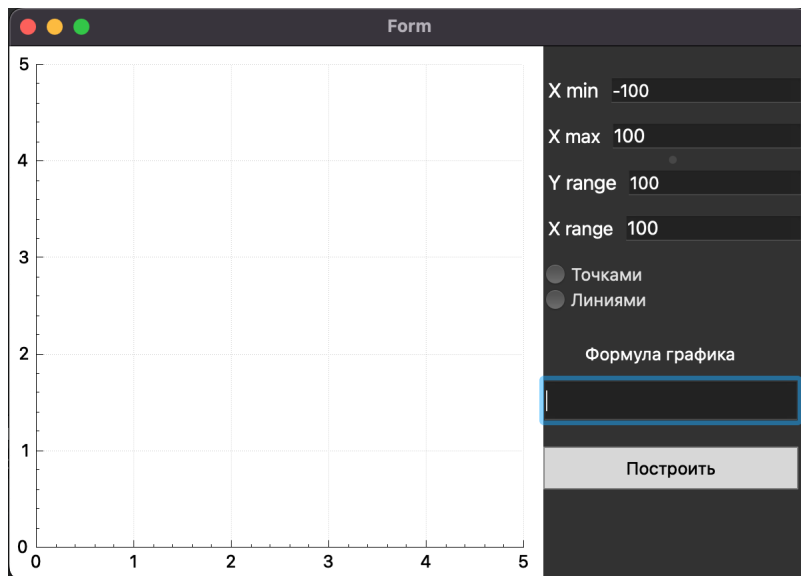 Form
5
4
3
2
1
0
0 1 2 3 4 5
X min -100
X max 100
Y range 100
X range 100
Точками
Линиями
Формула графика
Построить